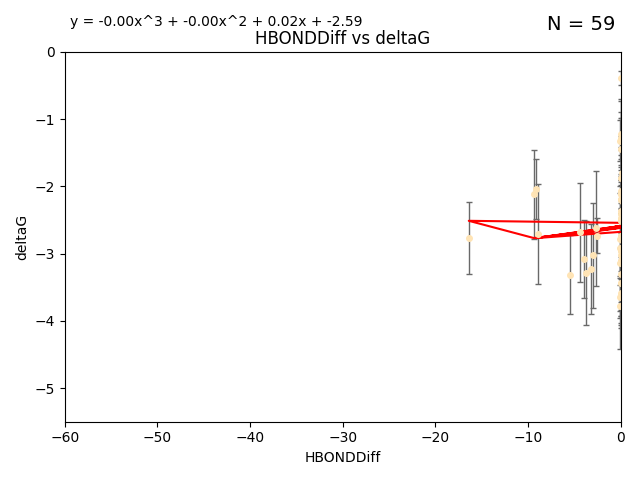 y = -0.00x^3 + -0.00x^2 + 0.02x + -2.59
N = 59
HBONDDiff vs deltaG
0
−1
−2
−3
−4
−5
deltaG
−60 −50 −40 −30 −20 −10 0
HBONDDiff